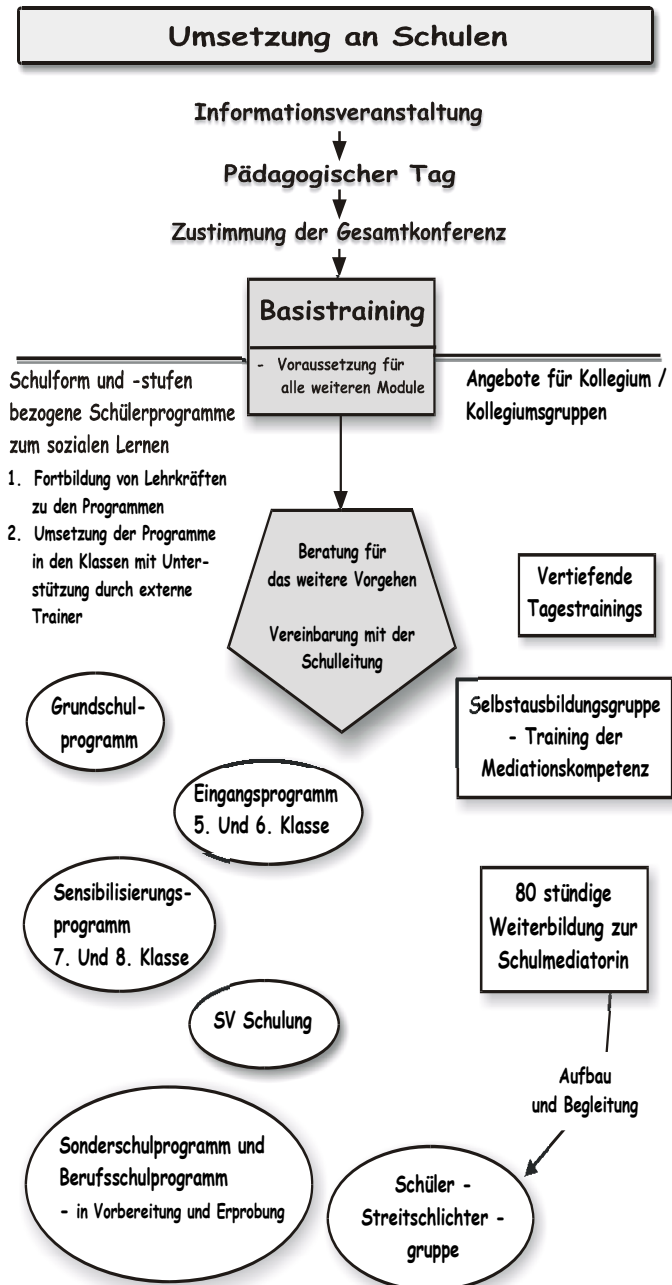 Umsetzung an Schulen
Informationsveranstaltung
Pädagogischer Tag
Zustimmung der Gesamtkonferenz
Basistraining
- Voraussetzung für
alle weiteren Module
Schulform und -stufen
bezogene Schülerprogramme
zum sozialen Lernen
1. Fortbildung von Lehrkräften
zu den Programmen
2. Umsetzung der Programme
in den Klassen mit Unter-
stützung durch externe
Trainer
Angebote für Kollegium /
Kollegiumsgruppen
Beratung für
das weitere Vorgehen
Vereinbarung mit der
Schulleitung
Vertiefende
Tagestrainings
Grundschul-
programm
Selbstausbildungsgruppe
- Training der
Mediationskompetenz
Eingangsprogramm
5. Und 6. Klasse
Sensibilisierungs-
programm
7. Und 8. Klasse
80 stündige
Weiterbildung zur
Schulmediatorin
SV Schulung
Aufbau
und Begleitung
Sonderschulprogramm und
Berufsschulprogramm
- in Vorbereitung und Erprobung
Schüler -
Streitschlichter -
gruppe